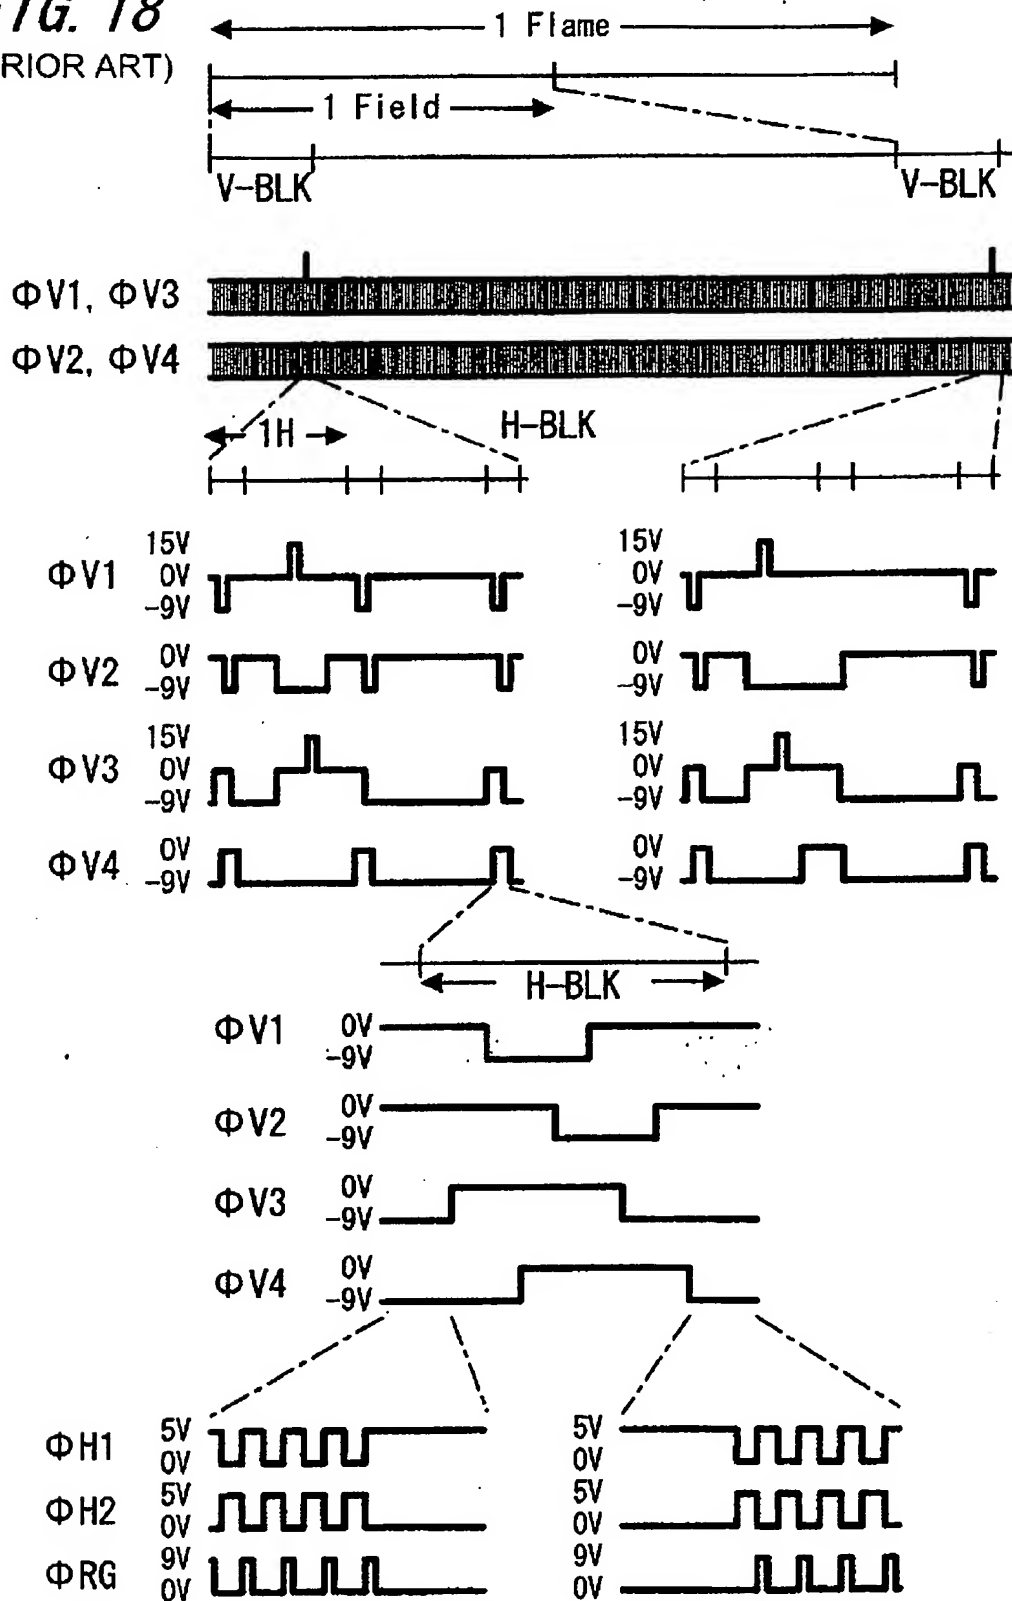 FIG. 18
RIOR ART)
1 Flame
1 Field
V-BLK
V-BLK
ΦV1, ΦV3
ΦV2, ΦV4
1H
H-BLK
ΦV1 15V 0V -9V 15V 0V -9V
ΦV2 0V -9V 0V -9V
ΦV3 15V 0V -9V 15V 0V -9V
ΦV4 0V -9V 0V -9V
H-BLK
ΦV1 0V -9V
ΦV2 0V -9V
ΦV3 0V -9V
ΦV4 0V -9V
ΦH1 5V 0V 5V 0V
ΦH2 5V 0V 5V 0V
ΦRG 9V 0V 9V 0V